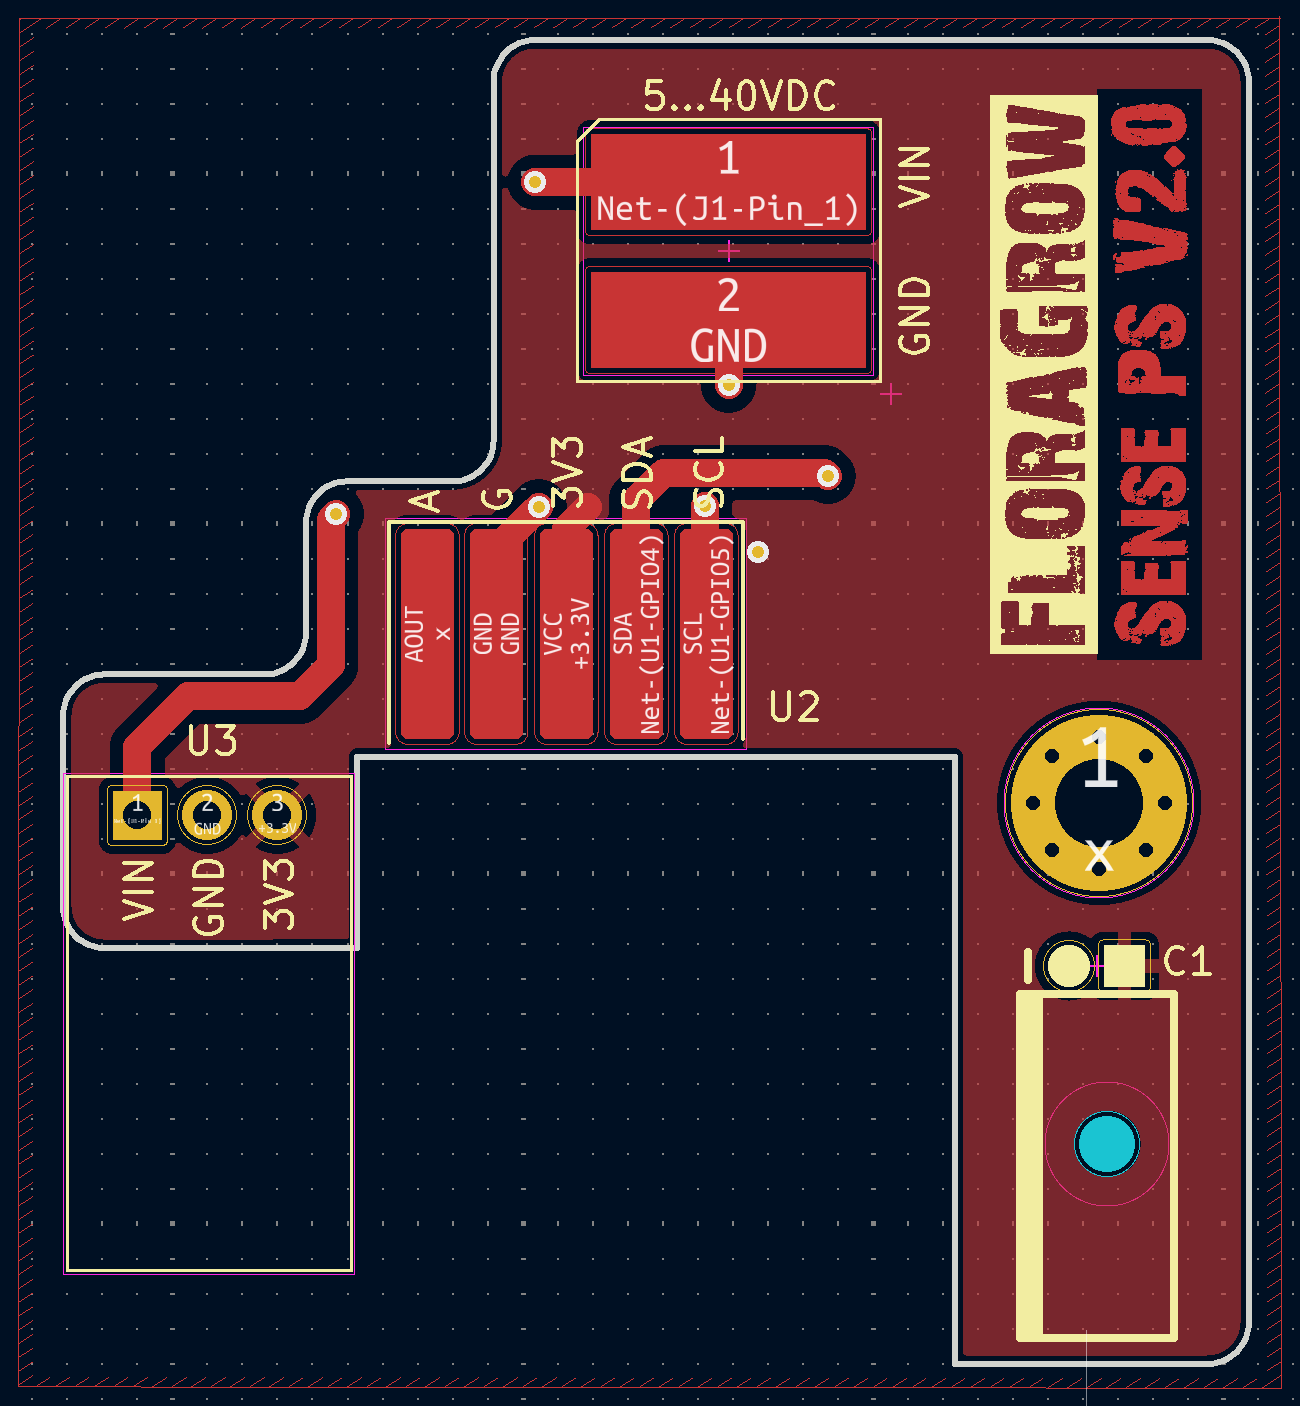 5...40VDC
1
Net-(J1-Pin_1)
VIN
2
GND
GND
FLORAGROW
SENSE PS V2.0
A
G
3V3
SDA
SCL
AOUT
x
GND
GND
VCC
+3.3V
SDA
Net-(U1-GPIO4)
SCL
Net-(U1-GPIO5)
U2
U3
1
2
GND
3
+3.3V
VIN
GND
3V3
1
x
C1